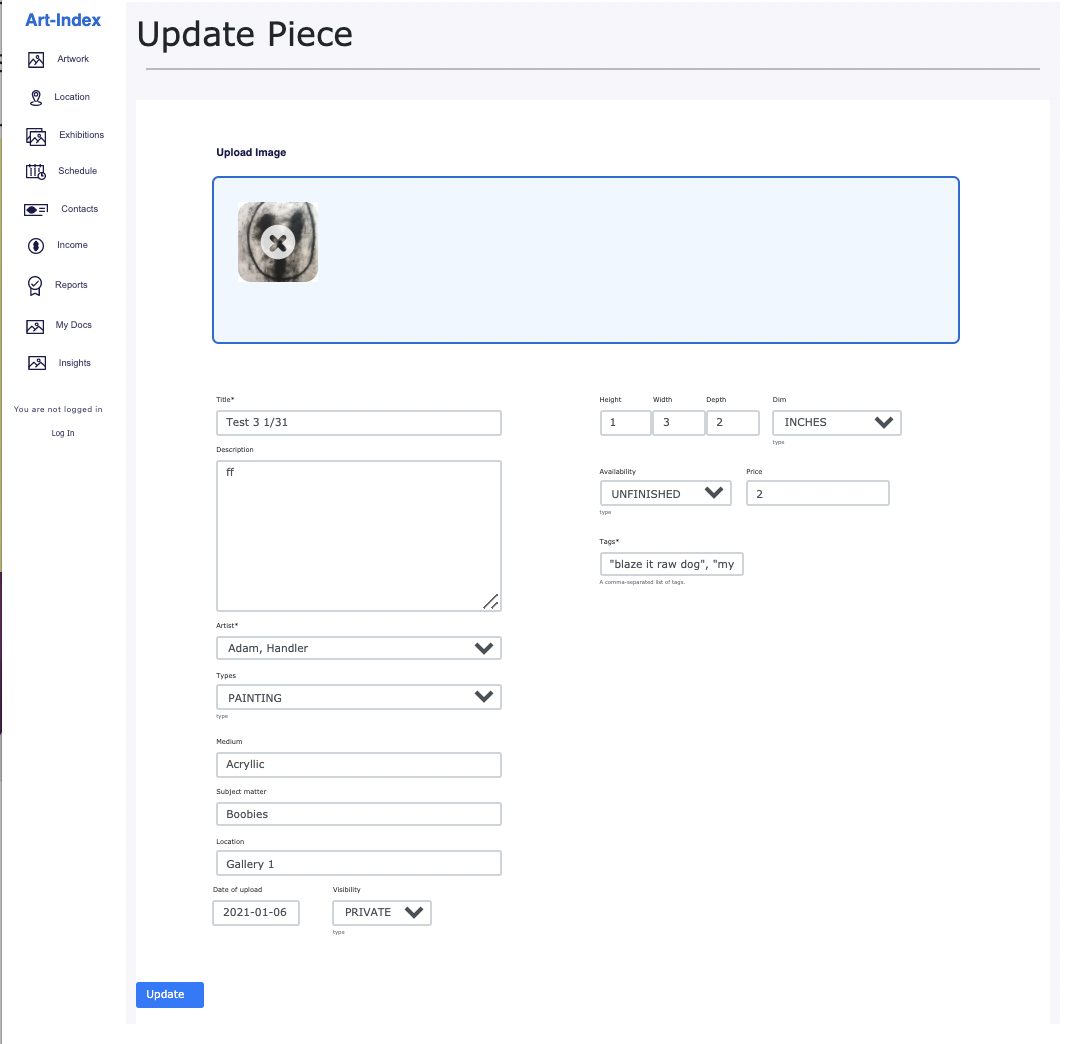 Art-Index
Artwork
Location
Exhibitions
Schedule
Contacts
Income
Reports
My Docs
Insights
You are not logged in
Log In
Update Piece
Upload Image
Title*
Test 3 1/31
Description
ff
Artist*
Adam, Handler
Types
PAINTING
type
Medium
Acryllic
Subject matter
Boobies
Location
Gallery 1
Date of upload Visibility
2021-01-06 PRIVATE
type
Height Width Depth Dim
1 3 2 INCHES
type
Availability Price
UNFINISHED 2
type
Tags*
"blaze it raw dog", "my
A comma-separated list of tags.
Update